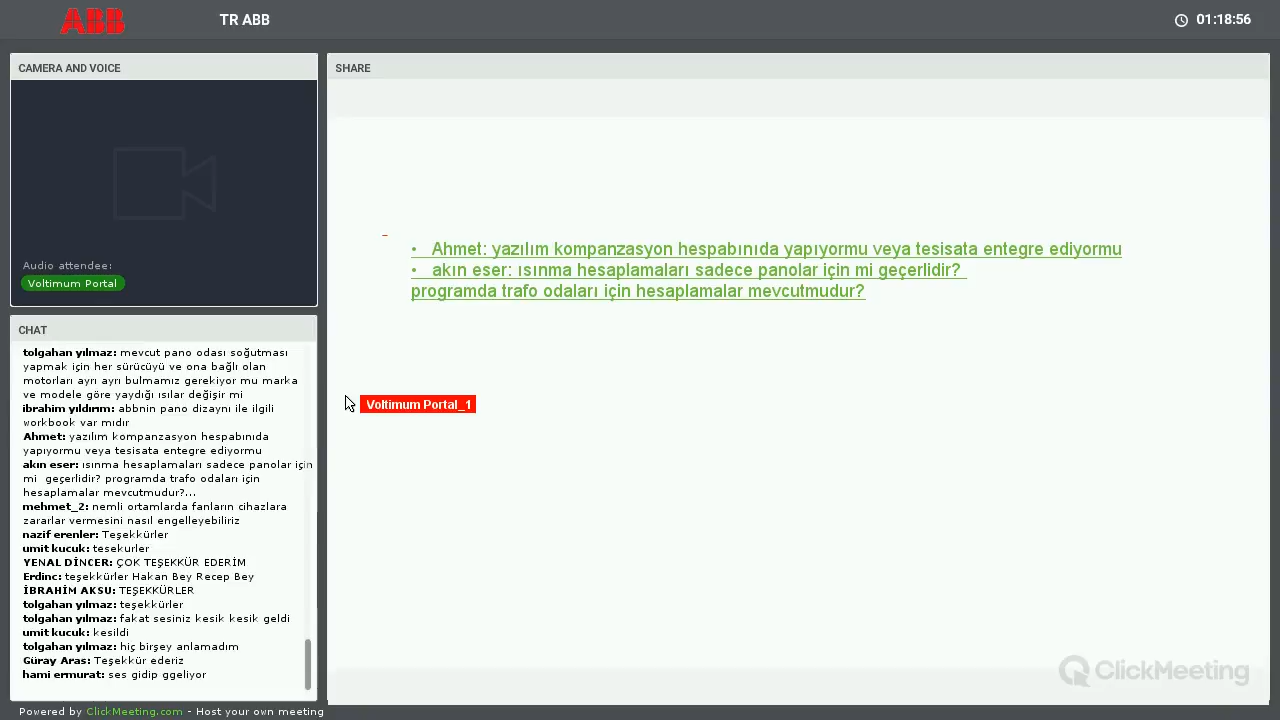 ABB
TR ABB
01:18:56
CAMERA AND VOICE
Audio attendee:
Voltimum Portal
CHAT
tolgahan yılmaz: mevcut pano odası soğutması
yapmak için her sürücüyü ve ona bağlı olan
motorları ayrı ayrı bulmamız gerekiyor mu marka
ve modele göre yaydığı ısılar değişir mi
ibrahim yıldırım: abbnin pano dizaynı ile ilgili
workbook var mıdır
Ahmet: yazılım kompanzasyon hespabınıda
yapıyormu veya tesisata entegre ediyormu
akın eser: ısınma hesaplamaları sadece panolar için
mi geçerlidir? programda trafo odaları için
hesaplamalar mevcutmudur?...
mehmet_2: nemli ortamlarda fanların cihazlara
zararlar vermesini nasıl engelleyebiliriz
nazif erenler: Teşekkürler
umit kucuk: tesekurler
YENAL DİNCER: ÇOK TEŞEKKÜR EDERİM
Erdinc: teşekkürler Hakan Bey Recep Bey
İBRAHİM AKSU: TEŞEKKÜRLER
tolgahan yılmaz: teşekkürler
tolgahan yılmaz: fakat sesiniz kesik kesik geldi
umit kucuk: kesildi
tolgahan yılmaz: hiç birşey anlamadım
Güray Aras: Teşekkür ederiz
hami ermurat: ses gidip ggeliyor
Powered by ClickMeeting.com - Host your own meeting
SHARE
• Ahmet: yazılım kompanzasyon hespabınıda yapıyormu veya tesisata entegre ediyormu
• akın eser: ısınma hesaplamaları sadece panolar için mi geçerlidir?
programda trafo odaları için hesaplamalar mevcutmudur?
Voltimum Portal_1
ClickMeeting